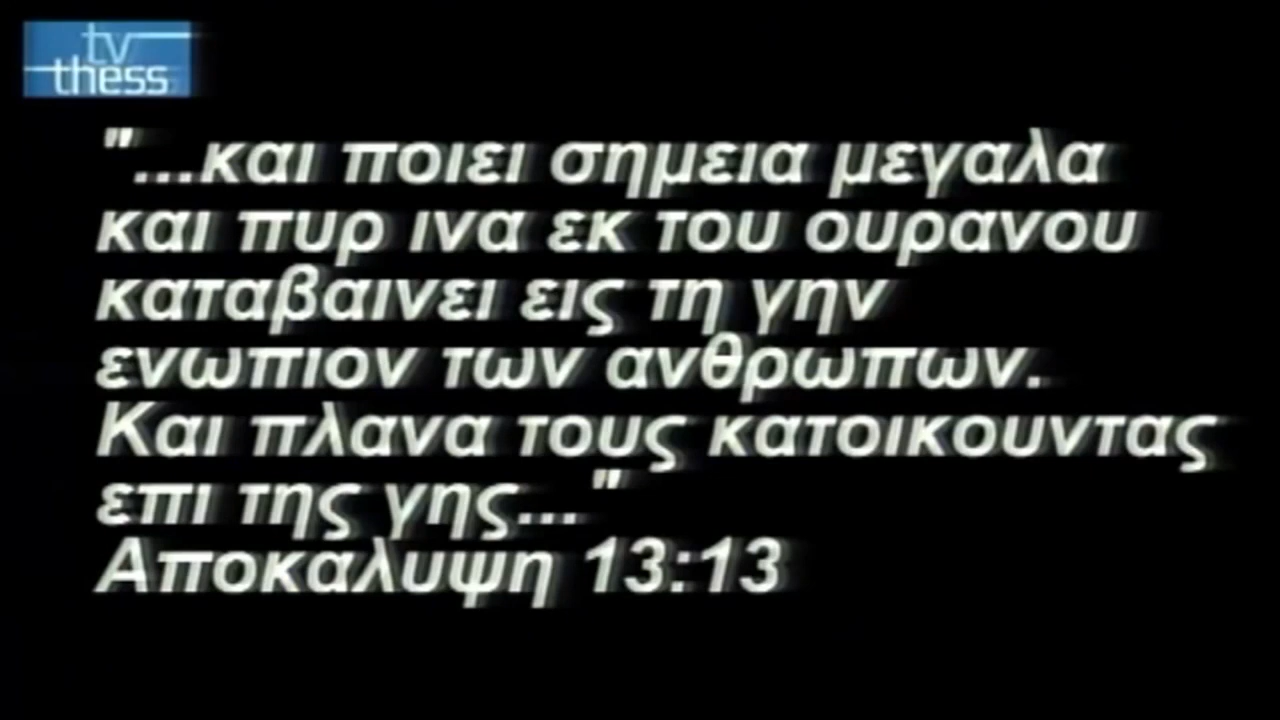 tv
thess
"...και ποιει σημεια μεγαλα
και πυρ ινα εκ του ουρανου
καταβαινει εις τη γην
ενωπιον των ανθρωπων.
Και πλανα τους κατοικουντας
επι της γης..."
Αποκαλυψη 13:13